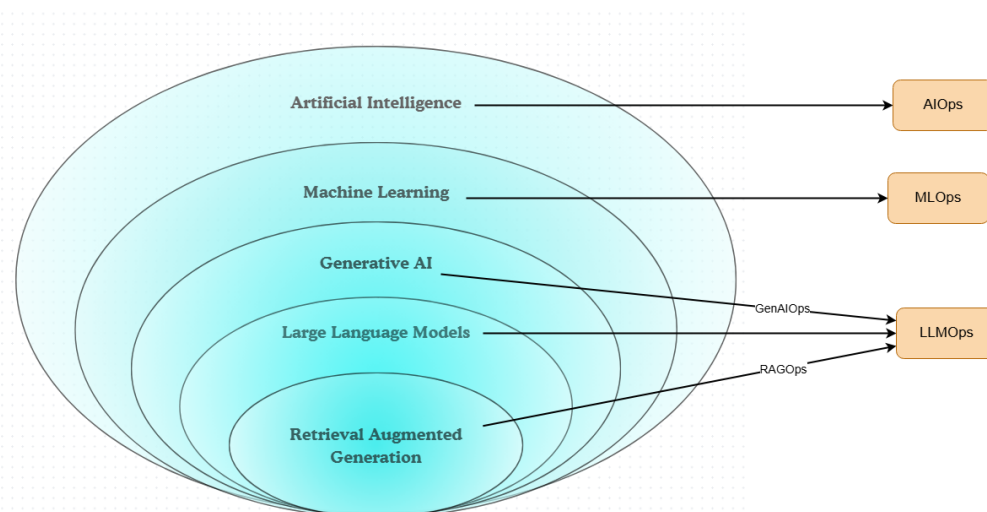 Artificial Intelligence
AIOps
Machine Learning
MLOps
Generative AI
GenAIOps
Large Language Models
LLMOps
RAGOps
Retrieval Augmented
Generation